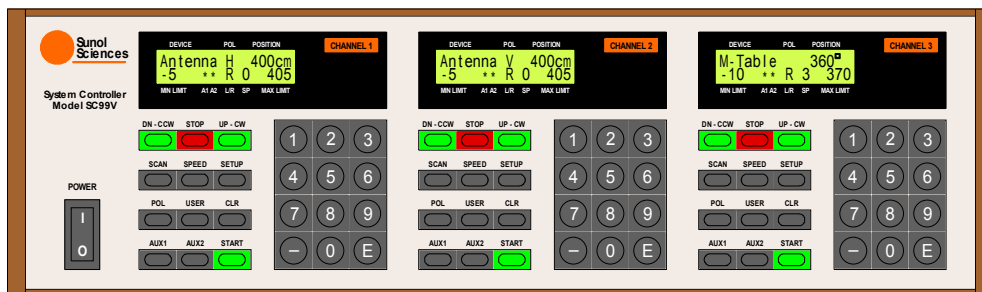 Sunol
Sciences
System Controller
Model SC99V
POWER
I
O
DEVICE POL POSITION CHANNEL 1
Antenna H 400cm
-5 ** R 0 405
MIN LIMIT A1 A2 L/R SP MAX LIMIT
DN - CCW STOP UP - CW
SCAN SPEED SETUP
POL USER CLR
AUX1 AUX2 START
1 2 3
4 5 6
7 8 9
– 0 E
DEVICE POL POSITION CHANNEL 2
Antenna V 400cm
-5 ** R 0 405
MIN LIMIT A1 A2 L/R SP MAX LIMIT
DN - CCW STOP UP - CW
SCAN SPEED SETUP
POL USER CLR
AUX1 AUX2 START
1 2 3
4 5 6
7 8 9
– 0 E
DEVICE POL POSITION CHANNEL 3
M-Table 360°
-10 ** R 3 370
MIN LIMIT A1 A2 L/R SP MAX LIMIT
DN - CCW STOP UP - CW
SCAN SPEED SETUP
POL USER CLR
AUX1 AUX2 START
1 2 3
4 5 6
7 8 9
– 0 E